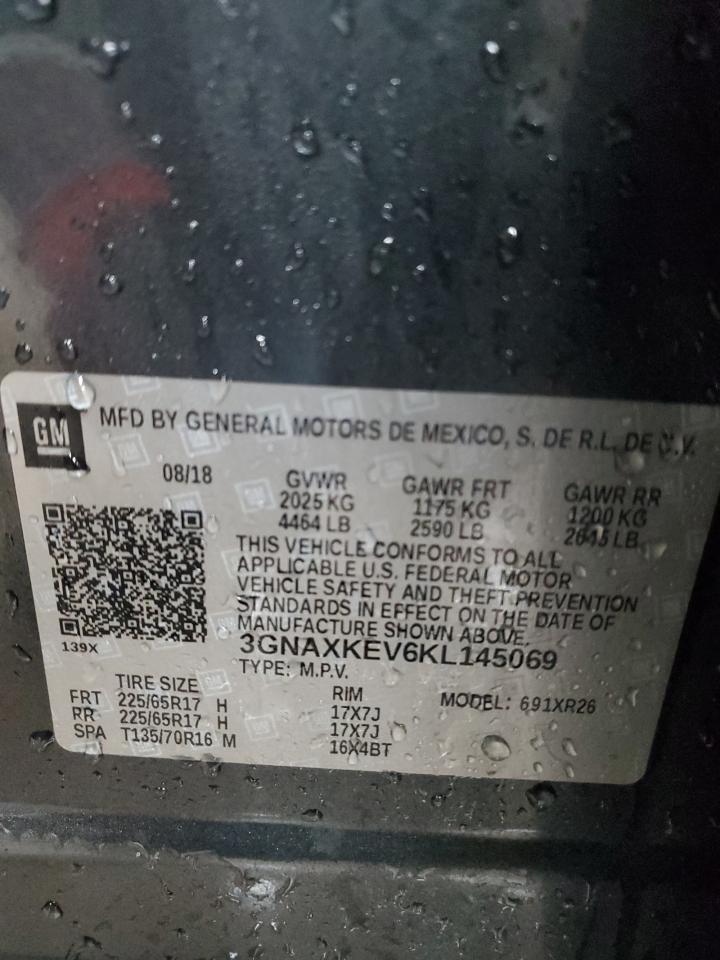 GM
MFD BY GENERAL MOTORS DE MEXICO, S. DE R.L. DE C.V.
08/18 GVWR GAWR FRT GAWR RR
2025 KG 1175 KG 1200 KG
4464 LB 2590 LB 2645 LB
THIS VEHICLE CONFORMS TO ALL
APPLICABLE U.S. FEDERAL MOTOR
VEHICLE SAFETY AND THEFT PREVENTION
STANDARDS IN EFFECT ON THE DATE OF
MANUFACTURE SHOWN ABOVE.
139X
3GNAXKEV6KL145069
TYPE: M.P.V.
TIRE SIZE RIM MODEL: 691XR26
FRT 225/65R17 H 17X7J
RR 225/65R17 H 17X7J
SPA T135/70R16 M 16X4BT